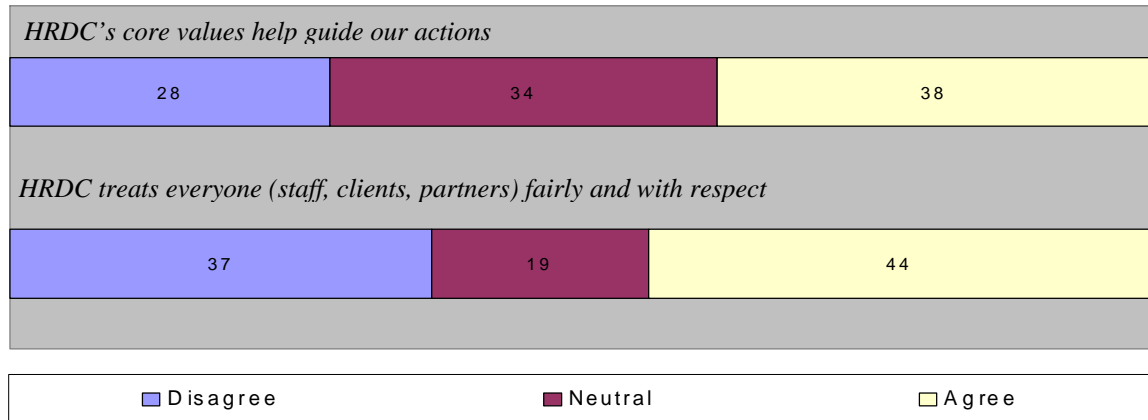 HRDC’s core values help guide our actions
28 34 38
HRDC treats everyone (staff, clients, partners) fairly and with respect
37 19 44
Disagree Neutral Agree